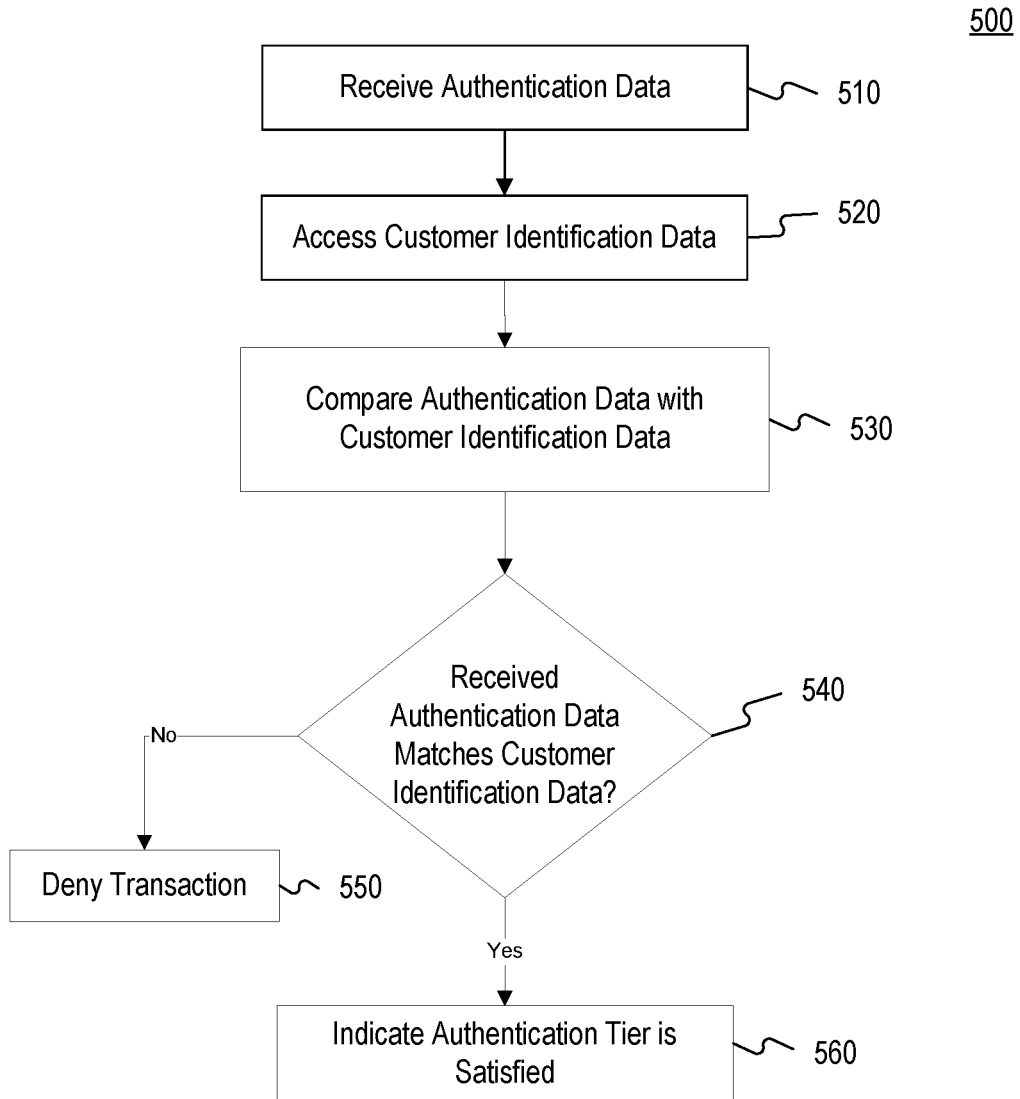 500
Receive Authentication Data
510
Access Customer Identification Data
520
Compare Authentication Data with
Customer Identification Data
530
Received
Authentication Data
Matches Customer
Identification Data?
540
No
Deny Transaction
550
Yes
Indicate Authentication Tier is
Satisfied
560